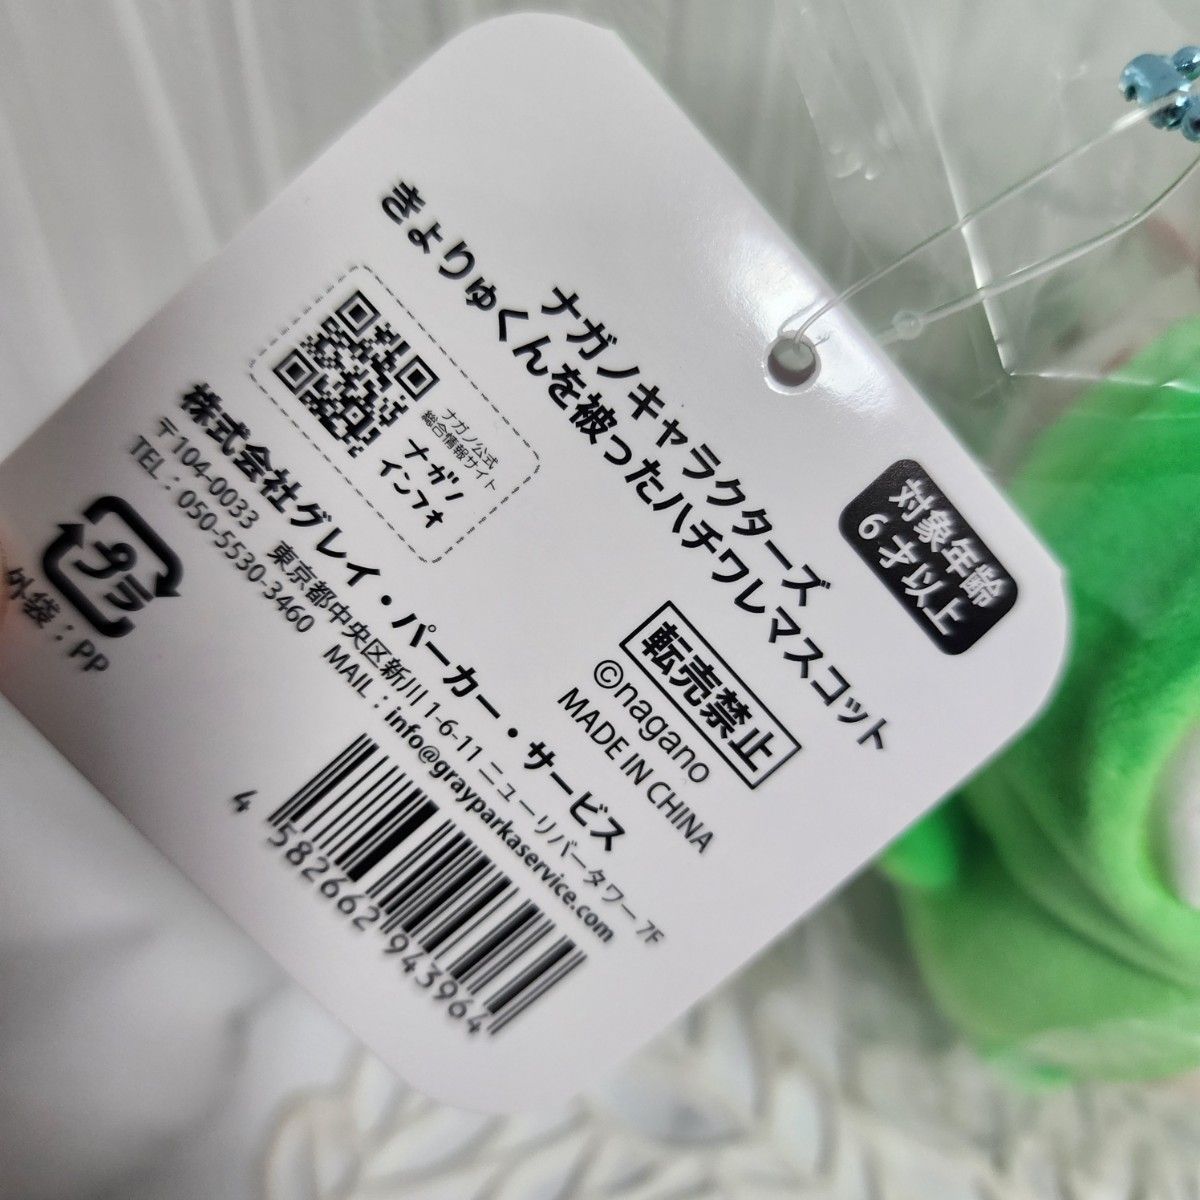 対象年齢
6才以上
ナガノキャラクターズ
きょりゅくんを被ったハチワレマスコット
転売禁止
©nagano
MADE IN CHINA
ナガノ公式
総合情報サイト
ナガノ
インフォ
株式会社グレイ・パーカー・サービス
〒104-0033 東京都中央区新川 1-6-11 ニューリバータワー 7F
TEL：050-5530-3460 MAIL：info@grayparkaservice.com
プラ
外袋：PP
4 582662 943964